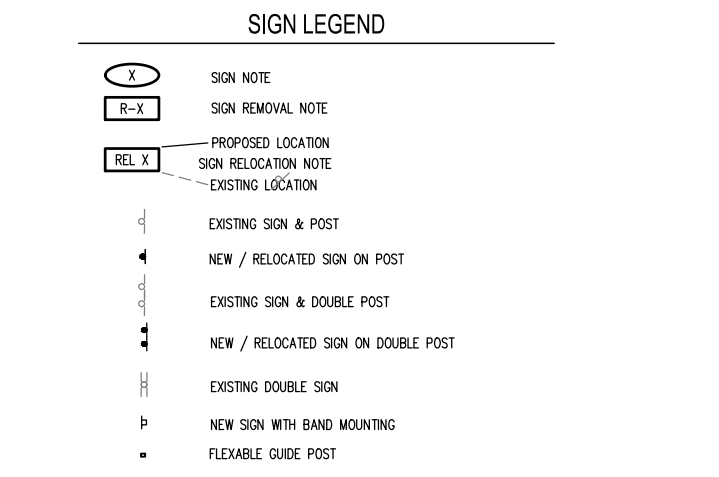 SIGN LEGEND
X SIGN NOTE
R-X SIGN REMOVAL NOTE
PROPOSED LOCATION
REL X SIGN RELOCATION NOTE
EXISTING LOCATION
EXISTING SIGN & POST
NEW / RELOCATED SIGN ON POST
EXISTING SIGN & DOUBLE POST
NEW / RELOCATED SIGN ON DOUBLE POST
EXISTING DOUBLE SIGN
NEW SIGN WITH BAND MOUNTING
FLEXABLE GUIDE POST